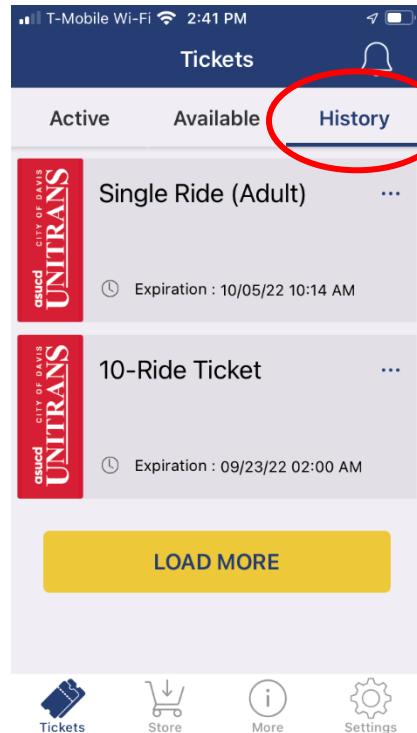 T-Mobile Wi-Fi 2:41 PM
Tickets
Active Available History
asucd UNITRANS CITY OF DAVIS
Single Ride (Adult) ...
Expiration : 10/05/22 10:14 AM
asucd UNITRANS CITY OF DAVIS
10-Ride Ticket ...
Expiration : 09/23/22 02:00 AM
LOAD MORE
Tickets Store More Settings